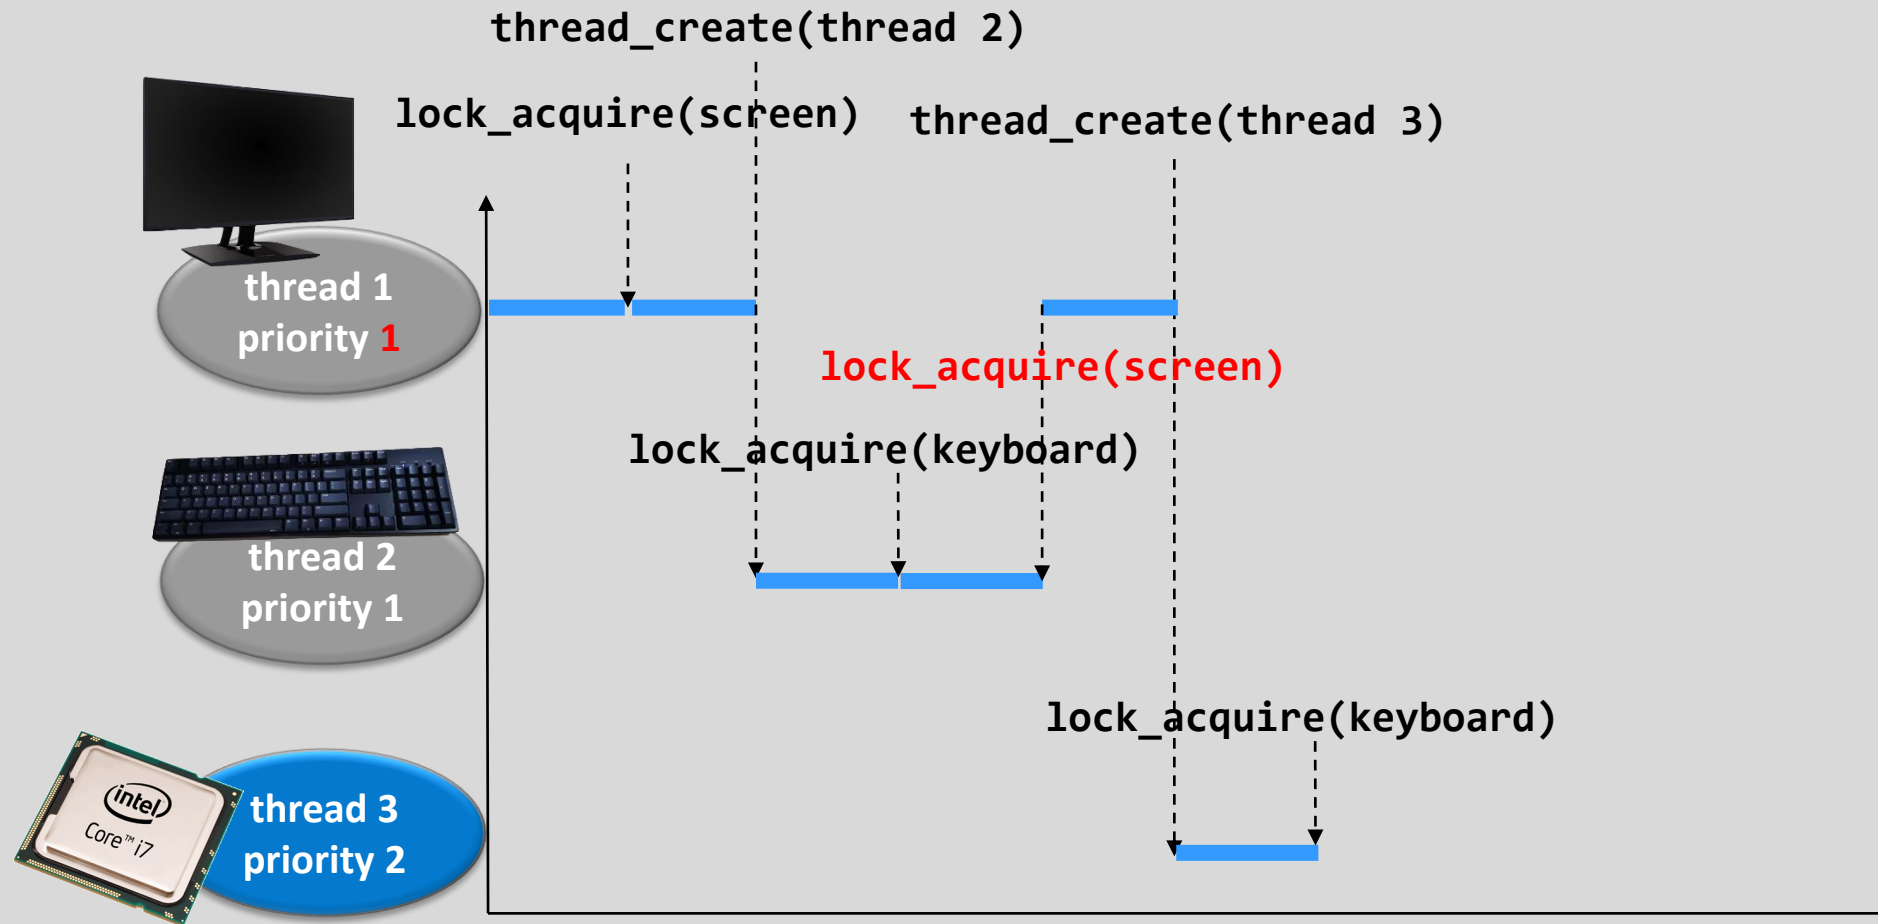 thread_create(thread 2)
lock_acquire(screen)
thread_create(thread 3)
thread 1
priority 1
lock_acquire(screen)
lock_acquire(keyboard)
thread 2
priority 1
lock_acquire(keyboard)
intel
Core™ i7
thread 3
priority 2